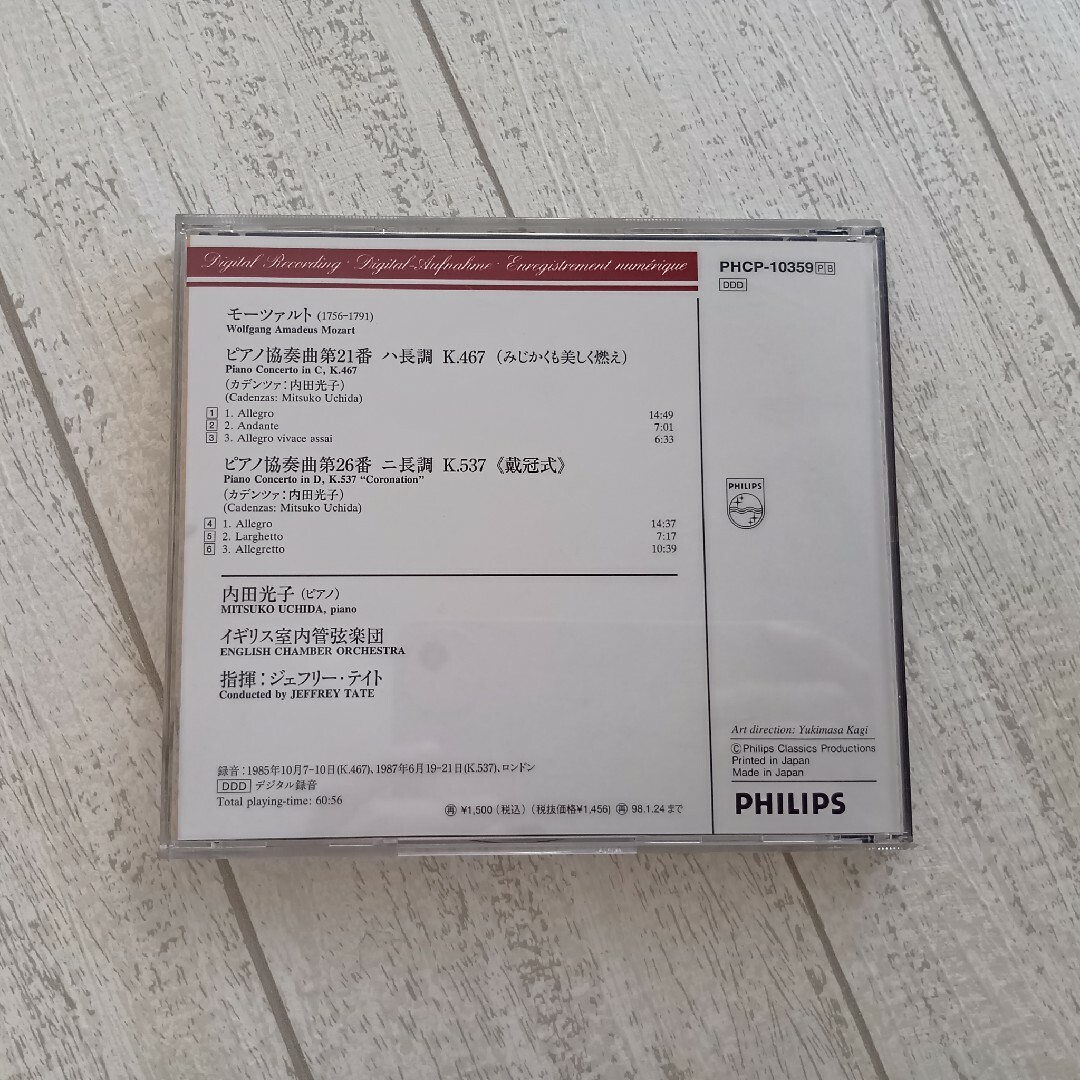 Digital Recording · Digital-Aufnahme · Enregistrement numérique
PHCP-10359 PB
DDD
モーツァルト (1756-1791)
Wolfgang Amadeus Mozart
ピアノ協奏曲第21番 ハ長調 K.467 (みじかくも美しく燃え)
Piano Concerto in C, K.467
(カデンツァ:内田光子)
(Cadenzas: Mitsuko Uchida)
1 1. Allegro 14:49
2 2. Andante 7:01
3 3. Allegro vivace assai 6:33
ピアノ協奏曲第26番 ニ長調 K.537《戴冠式》
Piano Concerto in D, K.537 “Coronation”
(カデンツァ:内田光子)
(Cadenzas: Mitsuko Uchida)
4 1. Allegro 14:37
5 2. Larghetto 7:17
6 3. Allegretto 10:39
内田光子 (ピアノ)
MITSUKO UCHIDA, piano
イギリス室内管弦楽団
ENGLISH CHAMBER ORCHESTRA
指揮:ジェフリー・テイト
Conducted by JEFFREY TATE
録音:1985年10月7-10日(K.467)、1987年6月19-21日(K.537)、ロンドン
DDD デジタル録音
Total playing-time: 60:56
再 ¥1,500 (税込) (税抜価格¥1,456) 再 98.1.24まで
PHILIPS
Art direction: Yukimasa Kagi
© Philips Classics Productions
Printed in Japan
Made in Japan
PHILIPS